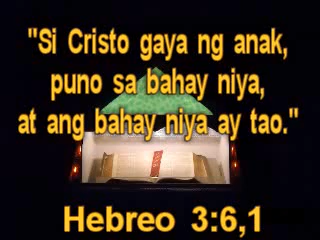 "Si Cristo gaya ng anak,
puno sa bahay niya,
at ang bahay niya ay tao."
Hebreo 3:6,1